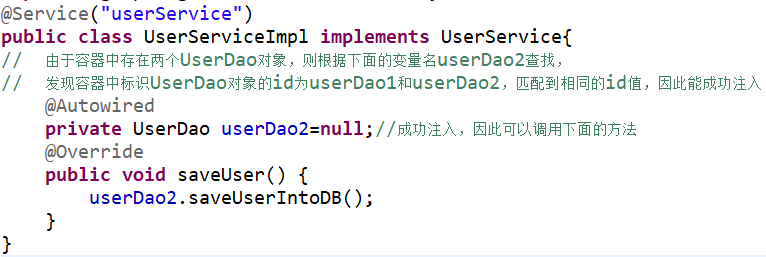 @Service("userService")
public class UserServiceImpl implements UserService{
//  由于容器中存在两个UserDao对象，则根据下面的变量名userDao2查找，
//  发现容器中标识UserDao对象的id为userDao1和userDao2，匹配到相同的id值，因此能成功注入
    @Autowired
    private UserDao userDao2=null;//成功注入，因此可以调用下面的方法
    @Override
    public void saveUser() {
        userDao2.saveUserIntoDB();
    }
}